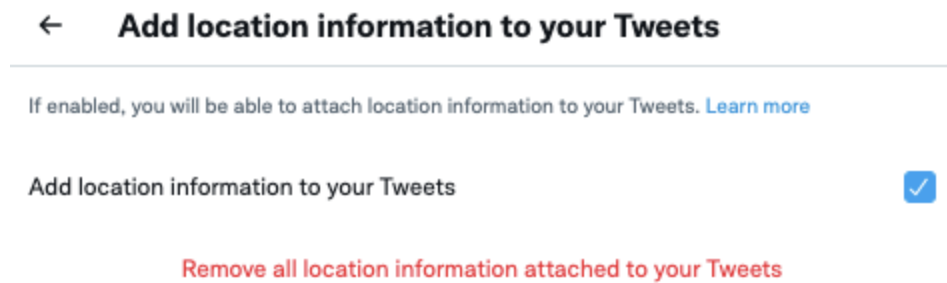 Add location information to your Tweets
If enabled, you will be able to attach location information to your Tweets. Learn more
Add location information to your Tweets
Remove all location information attached to your Tweets